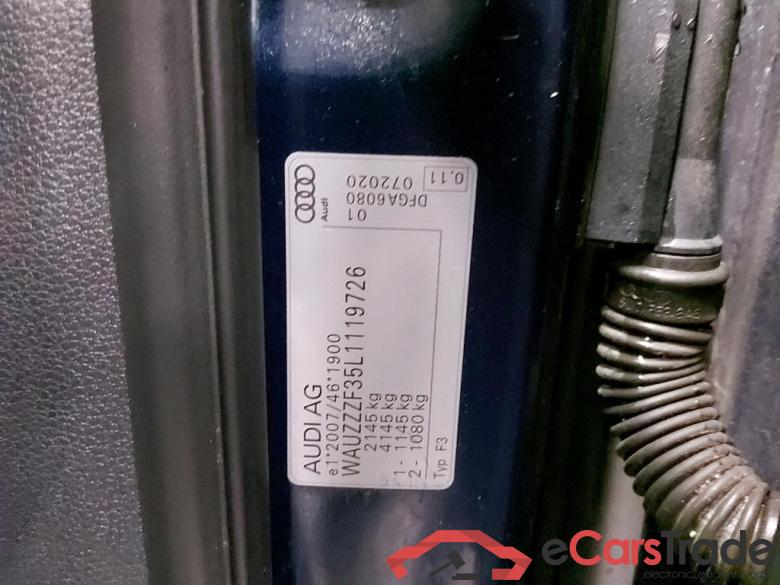 AUDI AG
e1*2007/46*1900
WAUZZZF35L1119726
2145 kg
4145 kg
1 - 1145 kg
2 - 1080 kg
Typ F3
Audi
01
DFGA6080
072020
0.11
eCarsTrade